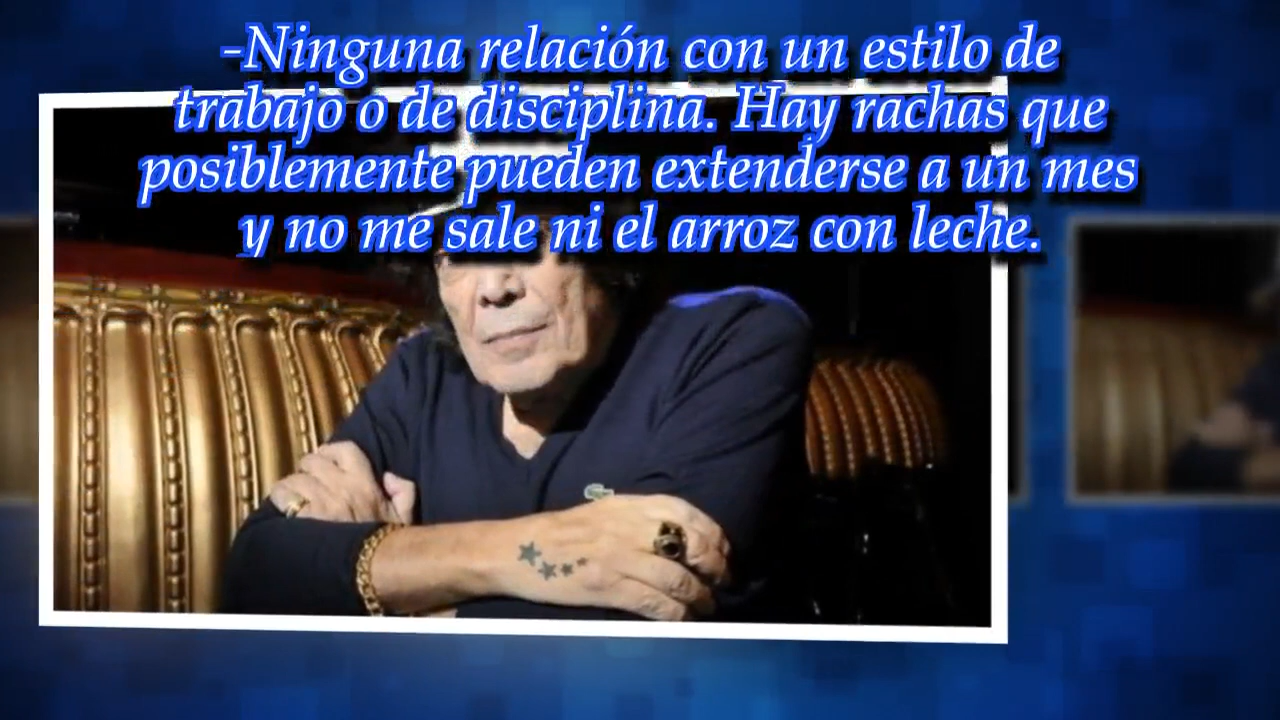 -Ninguna relación con un estilo de
trabajo o de disciplina. Hay rachas que
posiblemente pueden extenderse a un mes
y no me sale ni el arroz con leche.